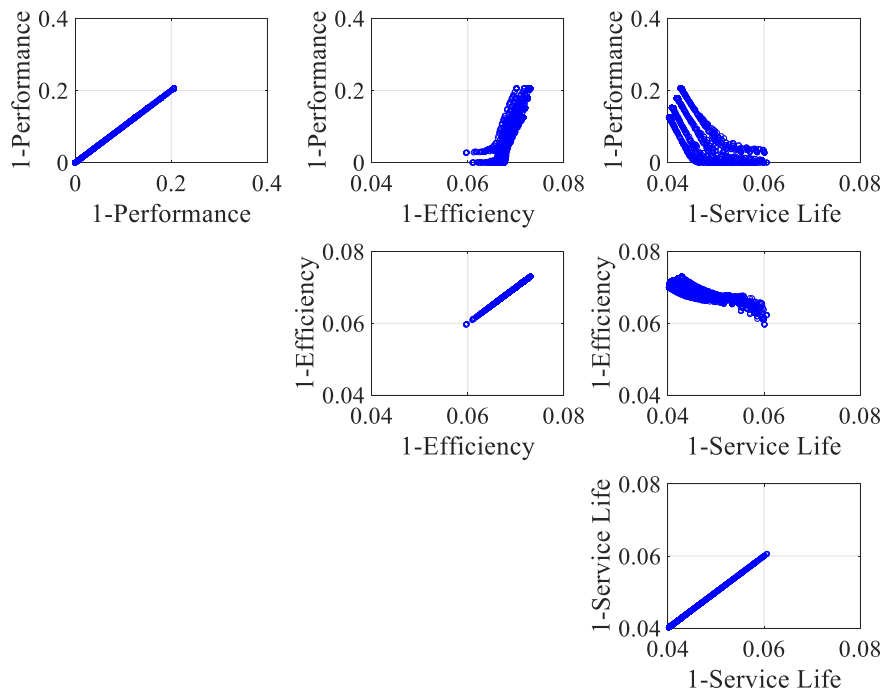 0.4 0.4 0.4
1-Performance 1-Performance 1-Performance
0.2 0.2 0.2
0 0 0
0 0.2 0.4 0.04 0.06 0.08 0.04 0.06 0.08
1-Performance 1-Efficiency 1-Service Life
0.08 0.08
1-Efficiency 1-Efficiency
0.06 0.06
0.04 0.04
0.04 0.06 0.08 0.04 0.06 0.08
1-Efficiency 1-Service Life
0.08
1-Service Life
0.06
0.04
0.04 0.06 0.08
1-Service Life